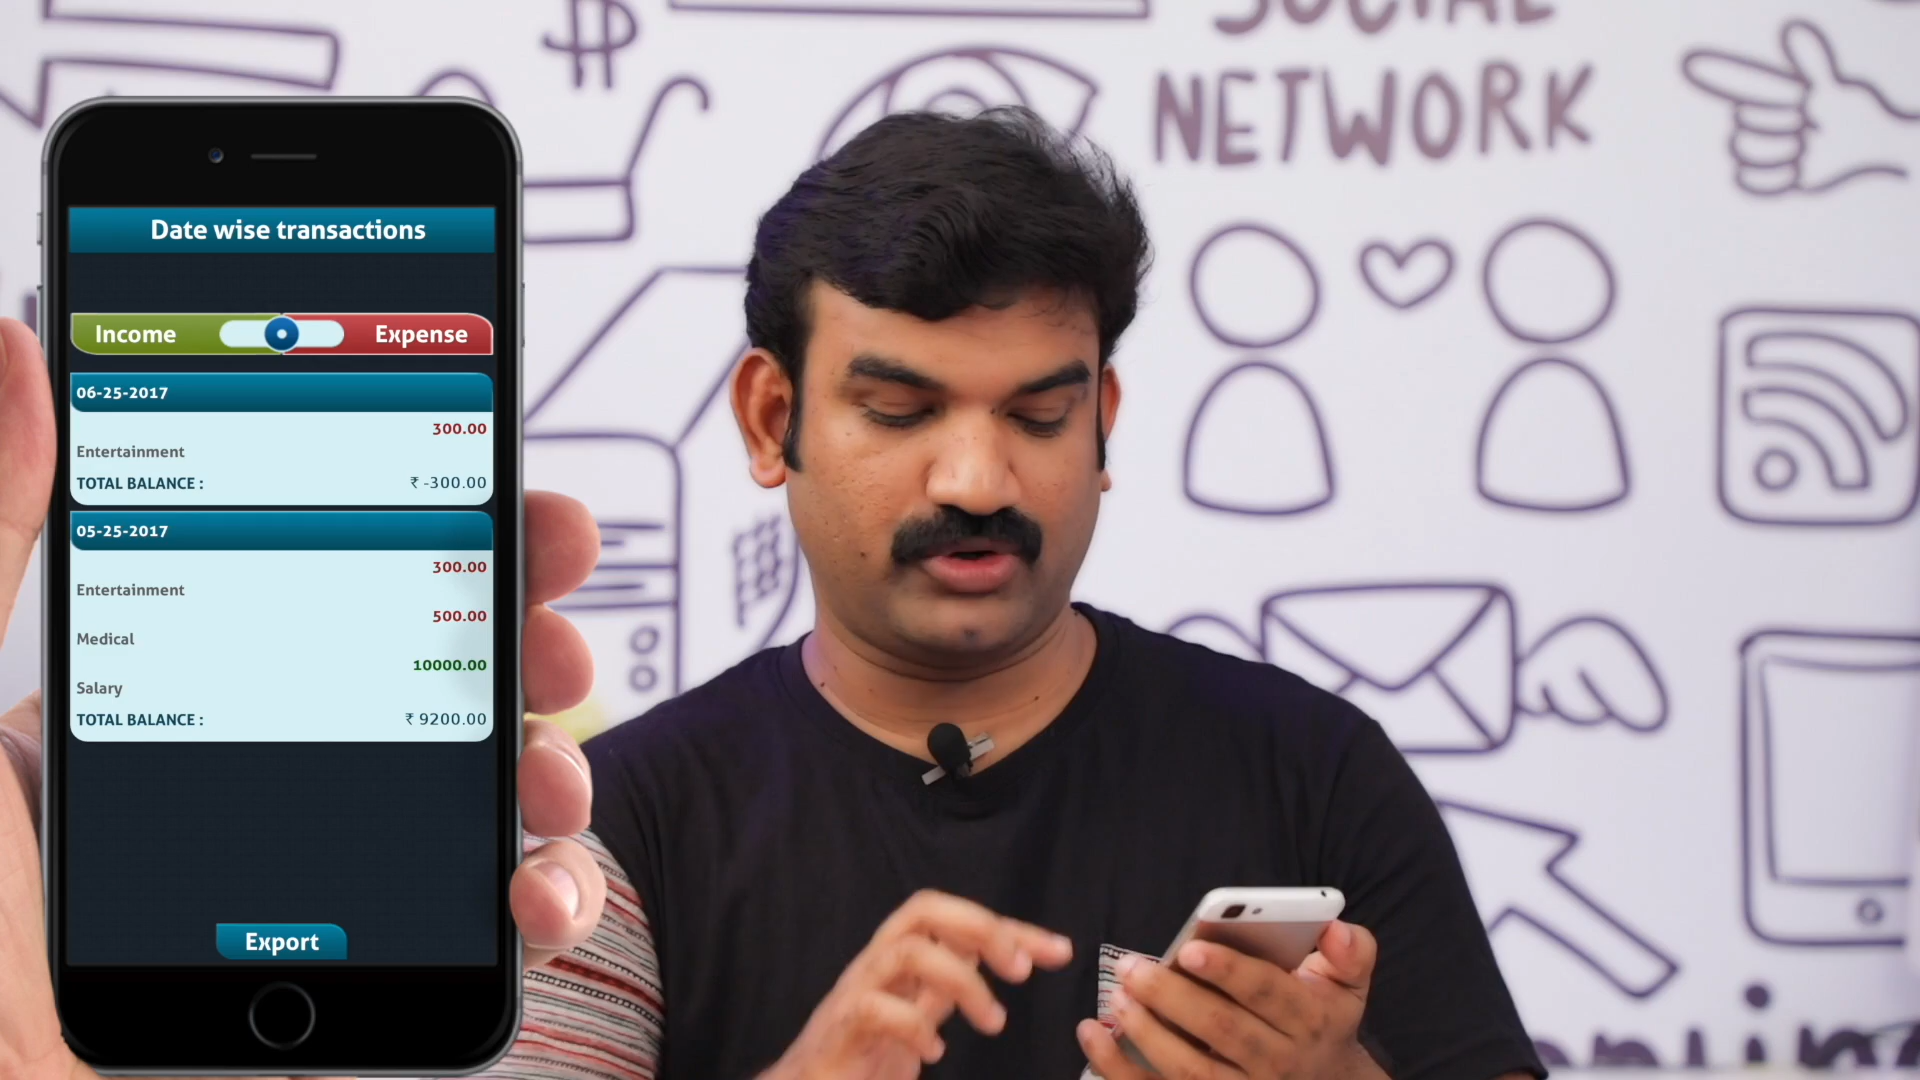 Date wise transactions
Income Expense
06-25-2017
300.00
Entertainment
TOTAL BALANCE : ₹ -300.00
05-25-2017
300.00
Entertainment
500.00
Medical
10000.00
Salary
TOTAL BALANCE : ₹ 9200.00
Export
SOCIAL
NETWORK